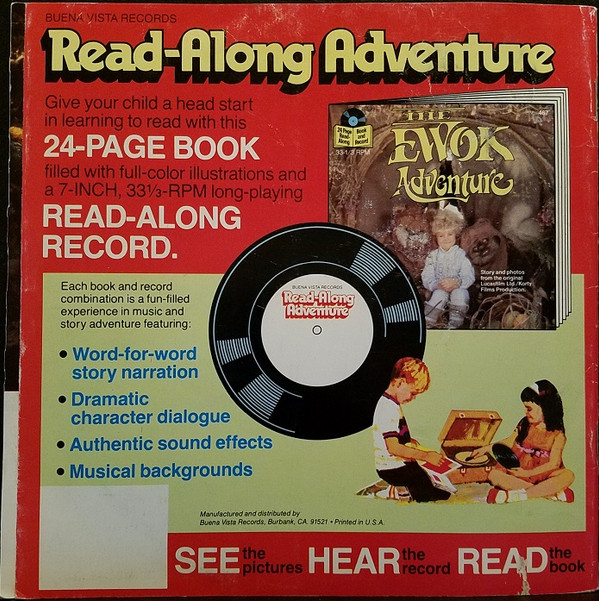 BUENA VISTA RECORDS
Read-Along Adventure
Give your child a head start
in learning to read with this
24-PAGE BOOK
filled with full-color illustrations and
a 7-INCH, 33⅓-RPM long-playing
READ-ALONG
RECORD.
24 Page
Read-
Along
Book
and
Record
33-1/3 RPM
467
THE
EWOK
Adventure
Story and photos
from the original
Lucasfilm Ltd./Korty
Films Production.
Each book and record
combination is a fun-filled
experience in music and
story adventure featuring:
• Word-for-word
story narration
• Dramatic
character dialogue
• Authentic sound effects
• Musical backgrounds
BUENA VISTA RECORDS
Read-Along
Adventure
Manufactured and distributed by
Buena Vista Records, Burbank, CA. 91521 • Printed in U.S.A.
SEE the pictures HEAR the record READ the book